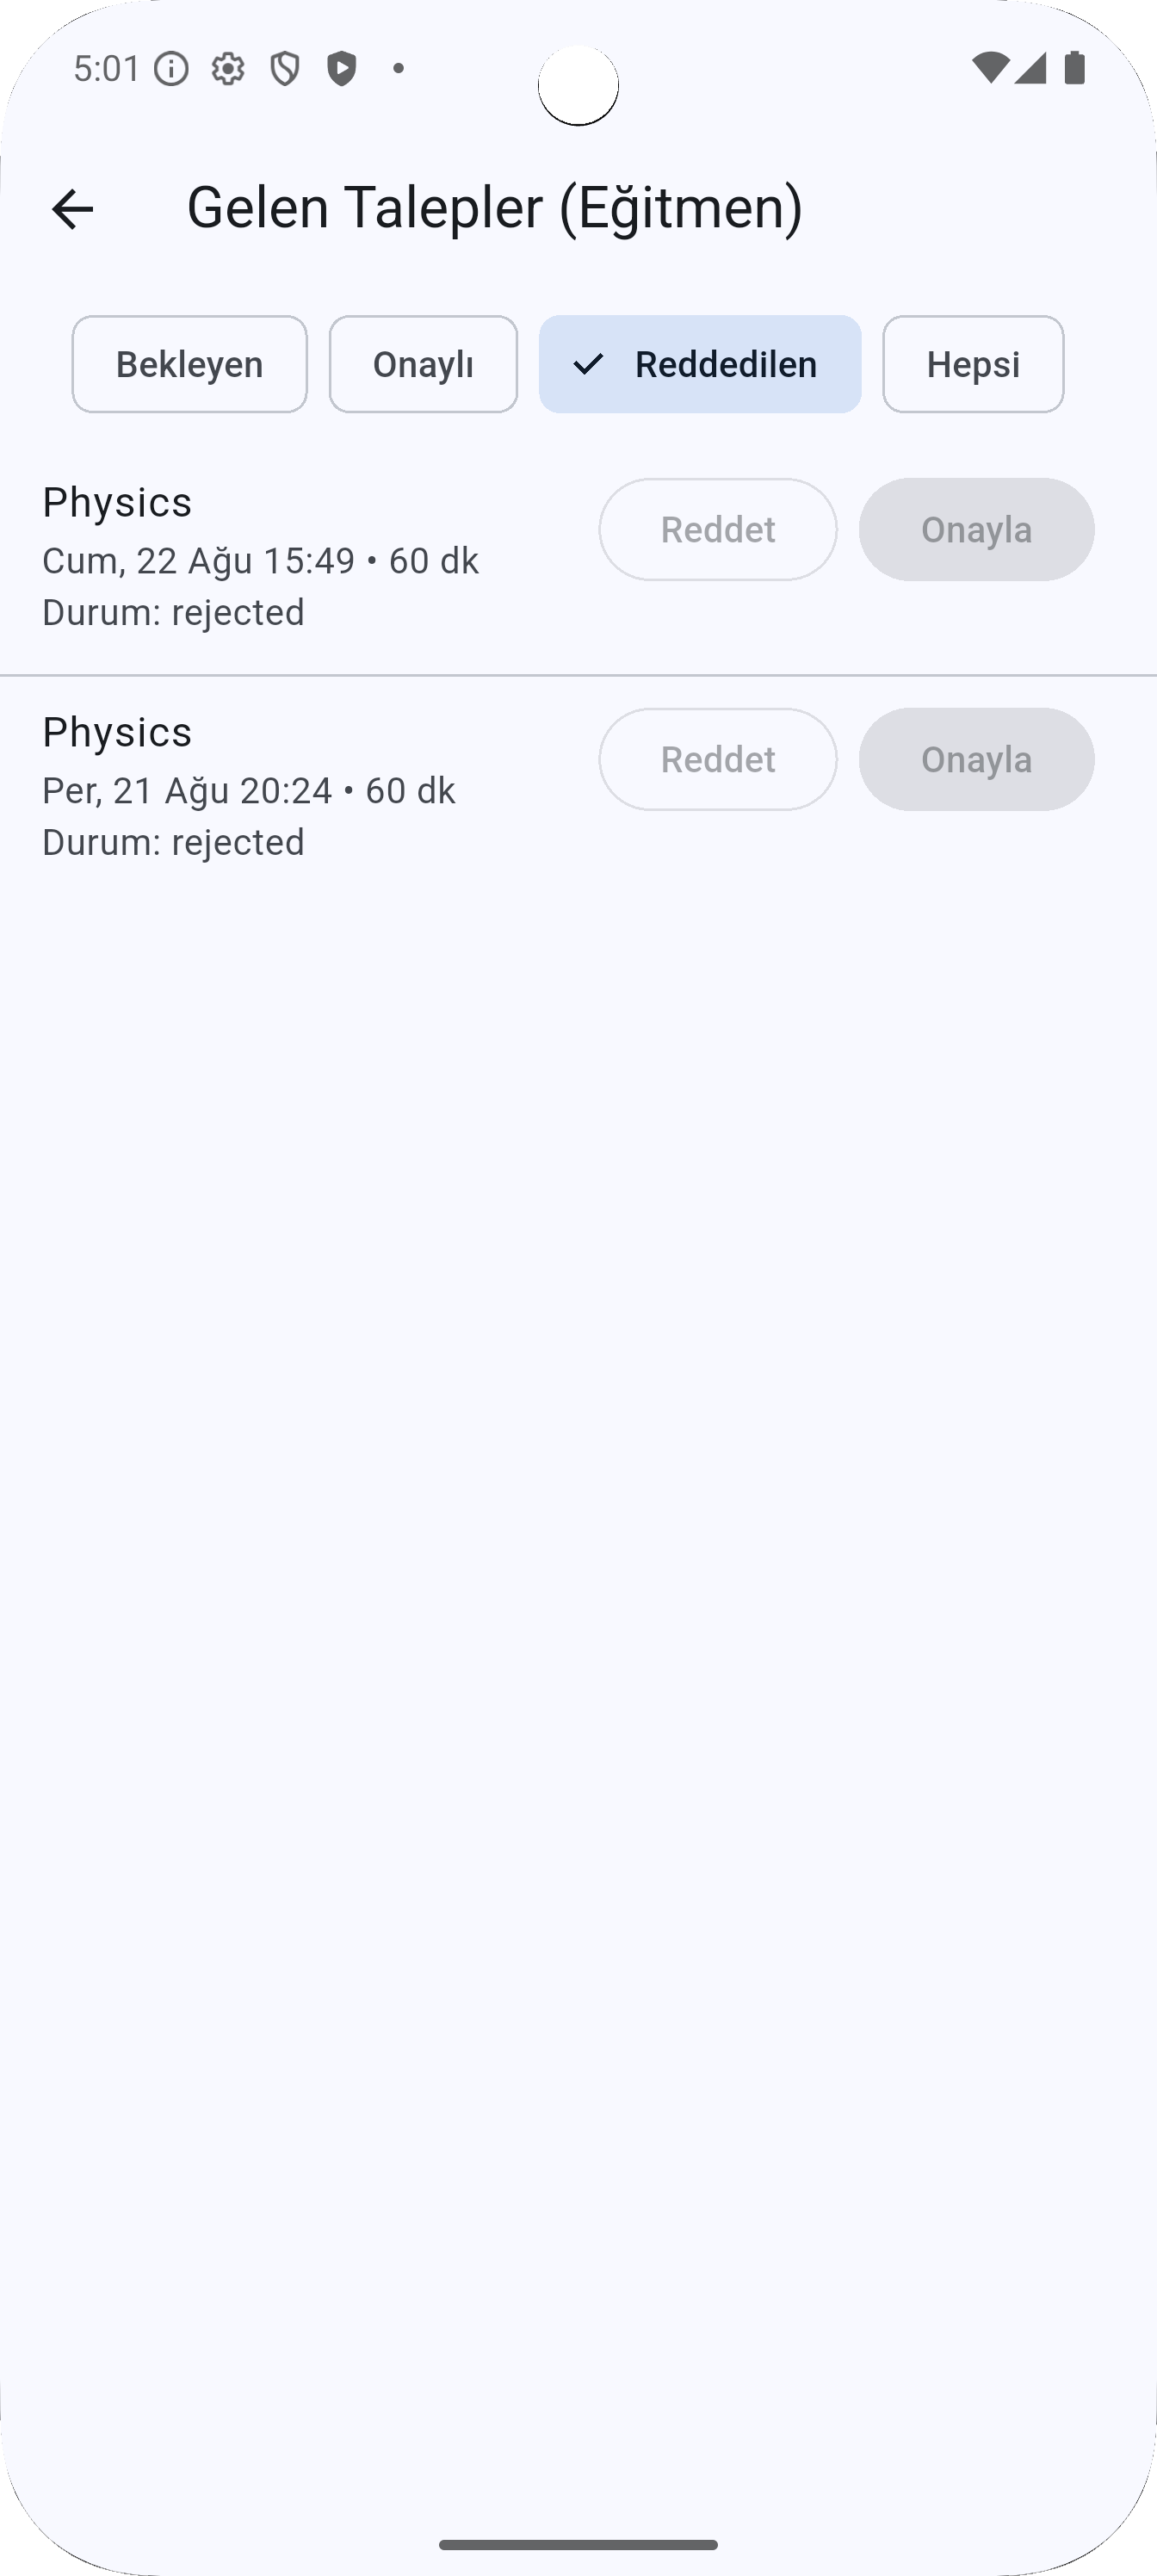 5:01
Gelen Talepler (Eğitmen)
Bekleyen Onaylı Reddedilen Hepsi
Physics
Cum, 22 Ağu 15:49 • 60 dk
Durum: rejected
Reddet Onayla
Physics
Per, 21 Ağu 20:24 • 60 dk
Durum: rejected
Reddet Onayla